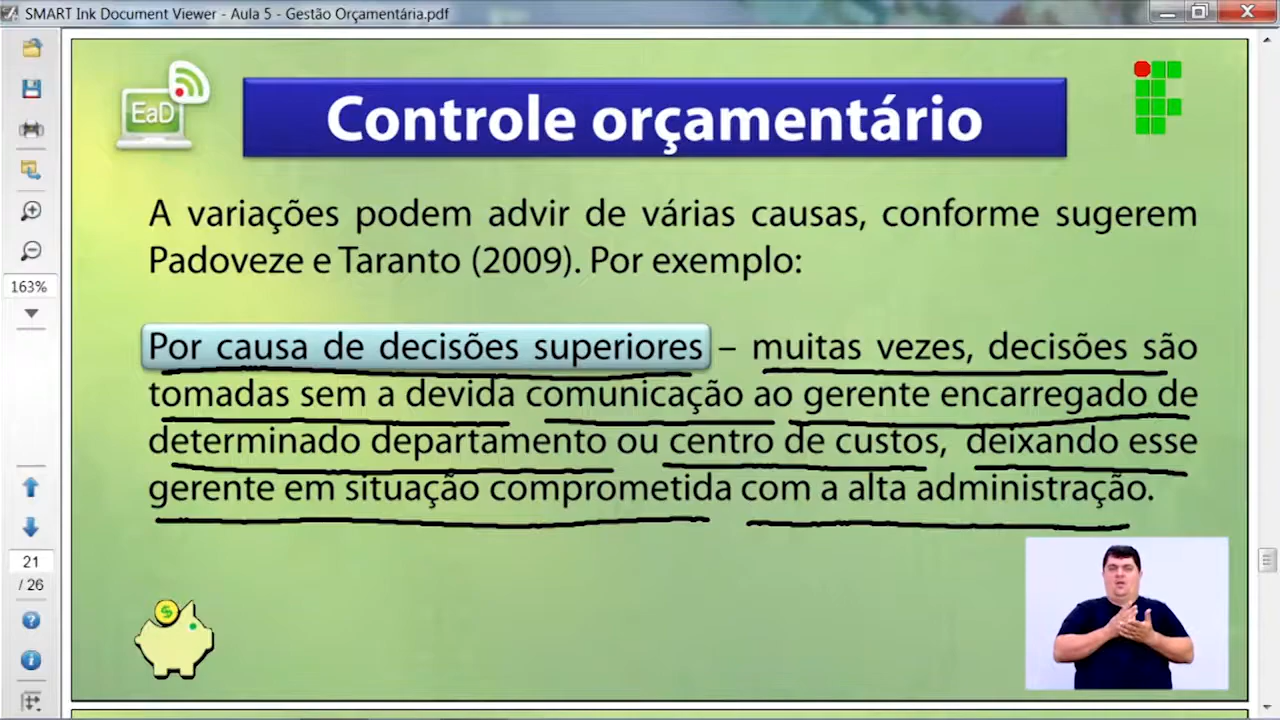 SMART Ink Document Viewer - Aula 5 - Gestão Orçamentária.pdf
EaD
Controle orçamentário
A variações podem advir de várias causas, conforme sugerem
Padoveze e Taranto (2009). Por exemplo:
Por causa de decisões superiores – muitas vezes, decisões são
tomadas sem a devida comunicação ao gerente encarregado de
determinado departamento ou centro de custos, deixando esse
gerente em situação comprometida com a alta administração.
163%
21
/ 26
$